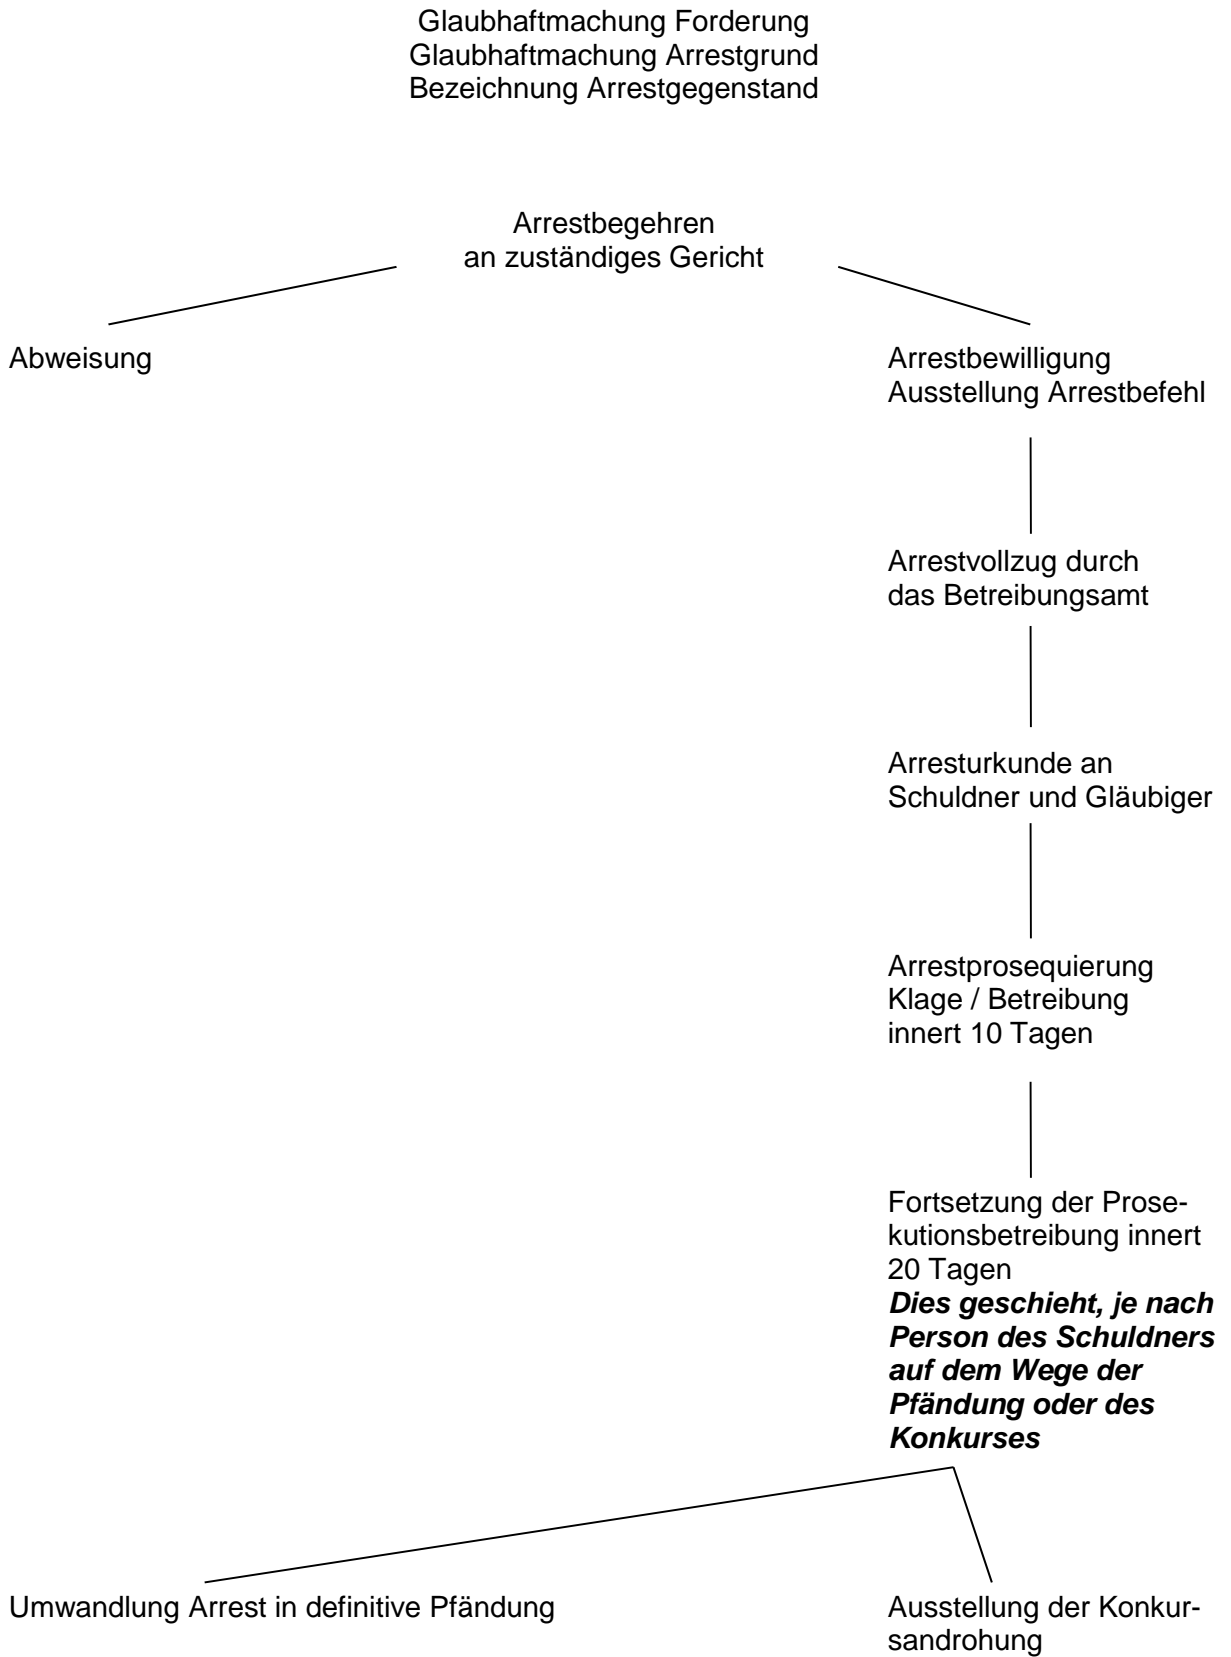 Glaubhaftmachung Forderung
Glaubhaftmachung Arrestgrund
Bezeichnung Arrestgegenstand
Arrestbegehren
an zuständiges Gericht
Abweisung
Arrestbewilligung
Ausstellung Arrestbefehl
Arrestvollzug durch
das Betreibungsamt
Arresturkunde an
Schuldner und Gläubiger
Arrestprosequierung
Klage / Betreibung
innert 10 Tagen
Fortsetzung der Prose-
kutionsbetreibung innert
20 Tagen
Dies geschieht, je nach
Person des Schuldners
auf dem Wege der
Pfändung oder des
Konkurses
Umwandlung Arrest in definitive Pfändung
Ausstellung der Konkur-
sandrohung